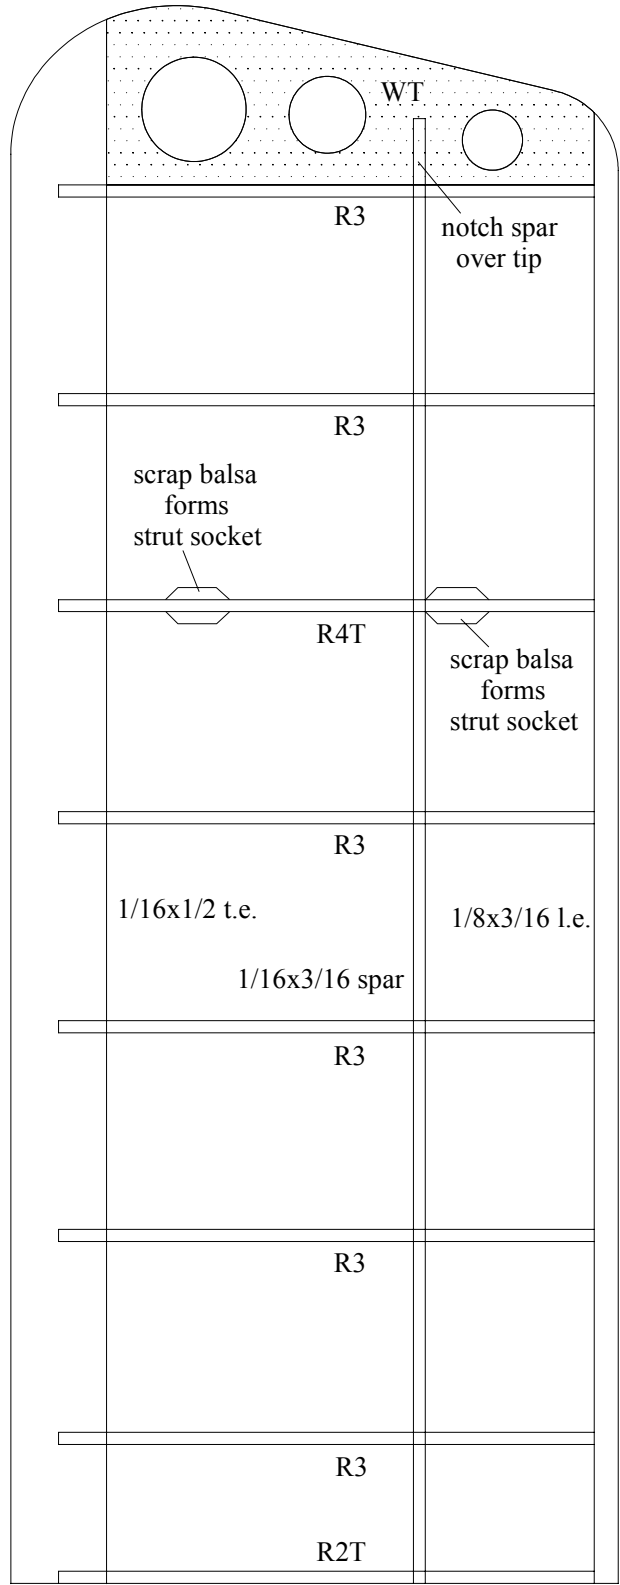 WT
R3
notch spar
over tip
R3
scrap balsa
forms
strut socket
R4T
scrap balsa
forms
strut socket
R3
1/16x1/2 t.e.
1/8x3/16 l.e.
1/16x3/16 spar
R3
R3
R3
R2T